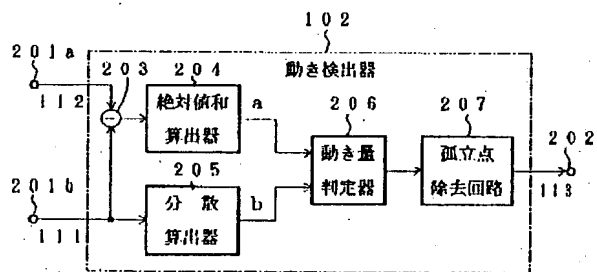 102
201a
203
204
動き検出器
112
絶対値和
算出器
a
206
207
202
動き量
判定器
孤立点
除去回路
113
205
201b
分散
算出器
b
111